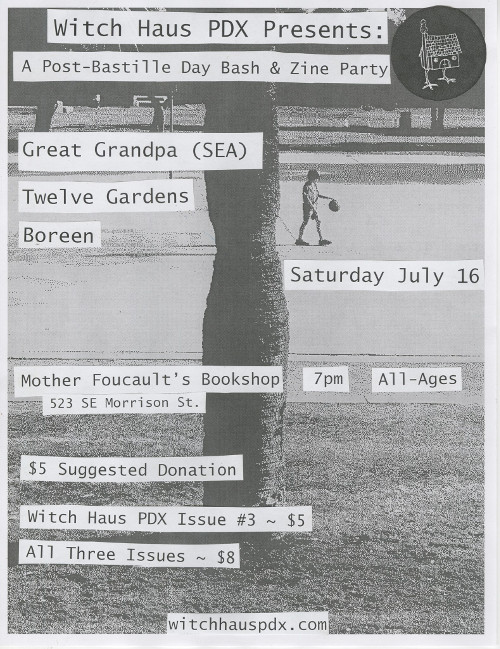 Witch Haus PDX Presents:
A Post-Bastille Day Bash & Zine Party
Great Grandpa (SEA)
Twelve Gardens
Boreen
Saturday July 16
Mother Foucault's Bookshop 7pm All-Ages
523 SE Morrison St.
$5 Suggested Donation
Witch Haus PDX Issue #3 ~ $5
All Three Issues ~ $8
witchhauspdx.com